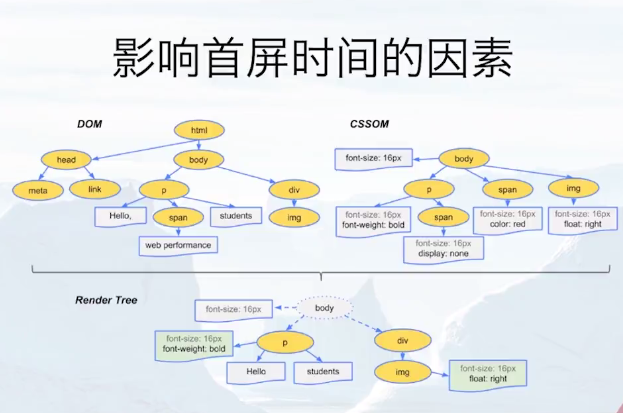 影响首屏时间的因素
DOM
html
head
body
meta
link
p
div
Hello,
span
students
img
web performance
CSSOM
font-size: 16px
body
p
span
img
font-size: 16px
font-weight: bold
span
font-size: 16px
color: red
font-size: 16px
float: right
font-size: 16px
display: none
Render Tree
font-size: 16px
body
font-size: 16px
font-weight: bold
p
div
Hello
students
img
font-size: 16px
float: right